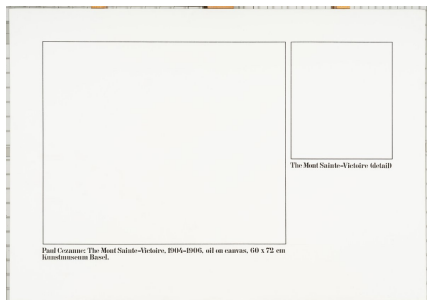 Paul Cezanne; The Mont Sainte-Victoire, 1904-1906, oil on canvas, 60 x 72 cm
Kunstmuseum Basel.
The Mont Sainte-Victoire (detail)